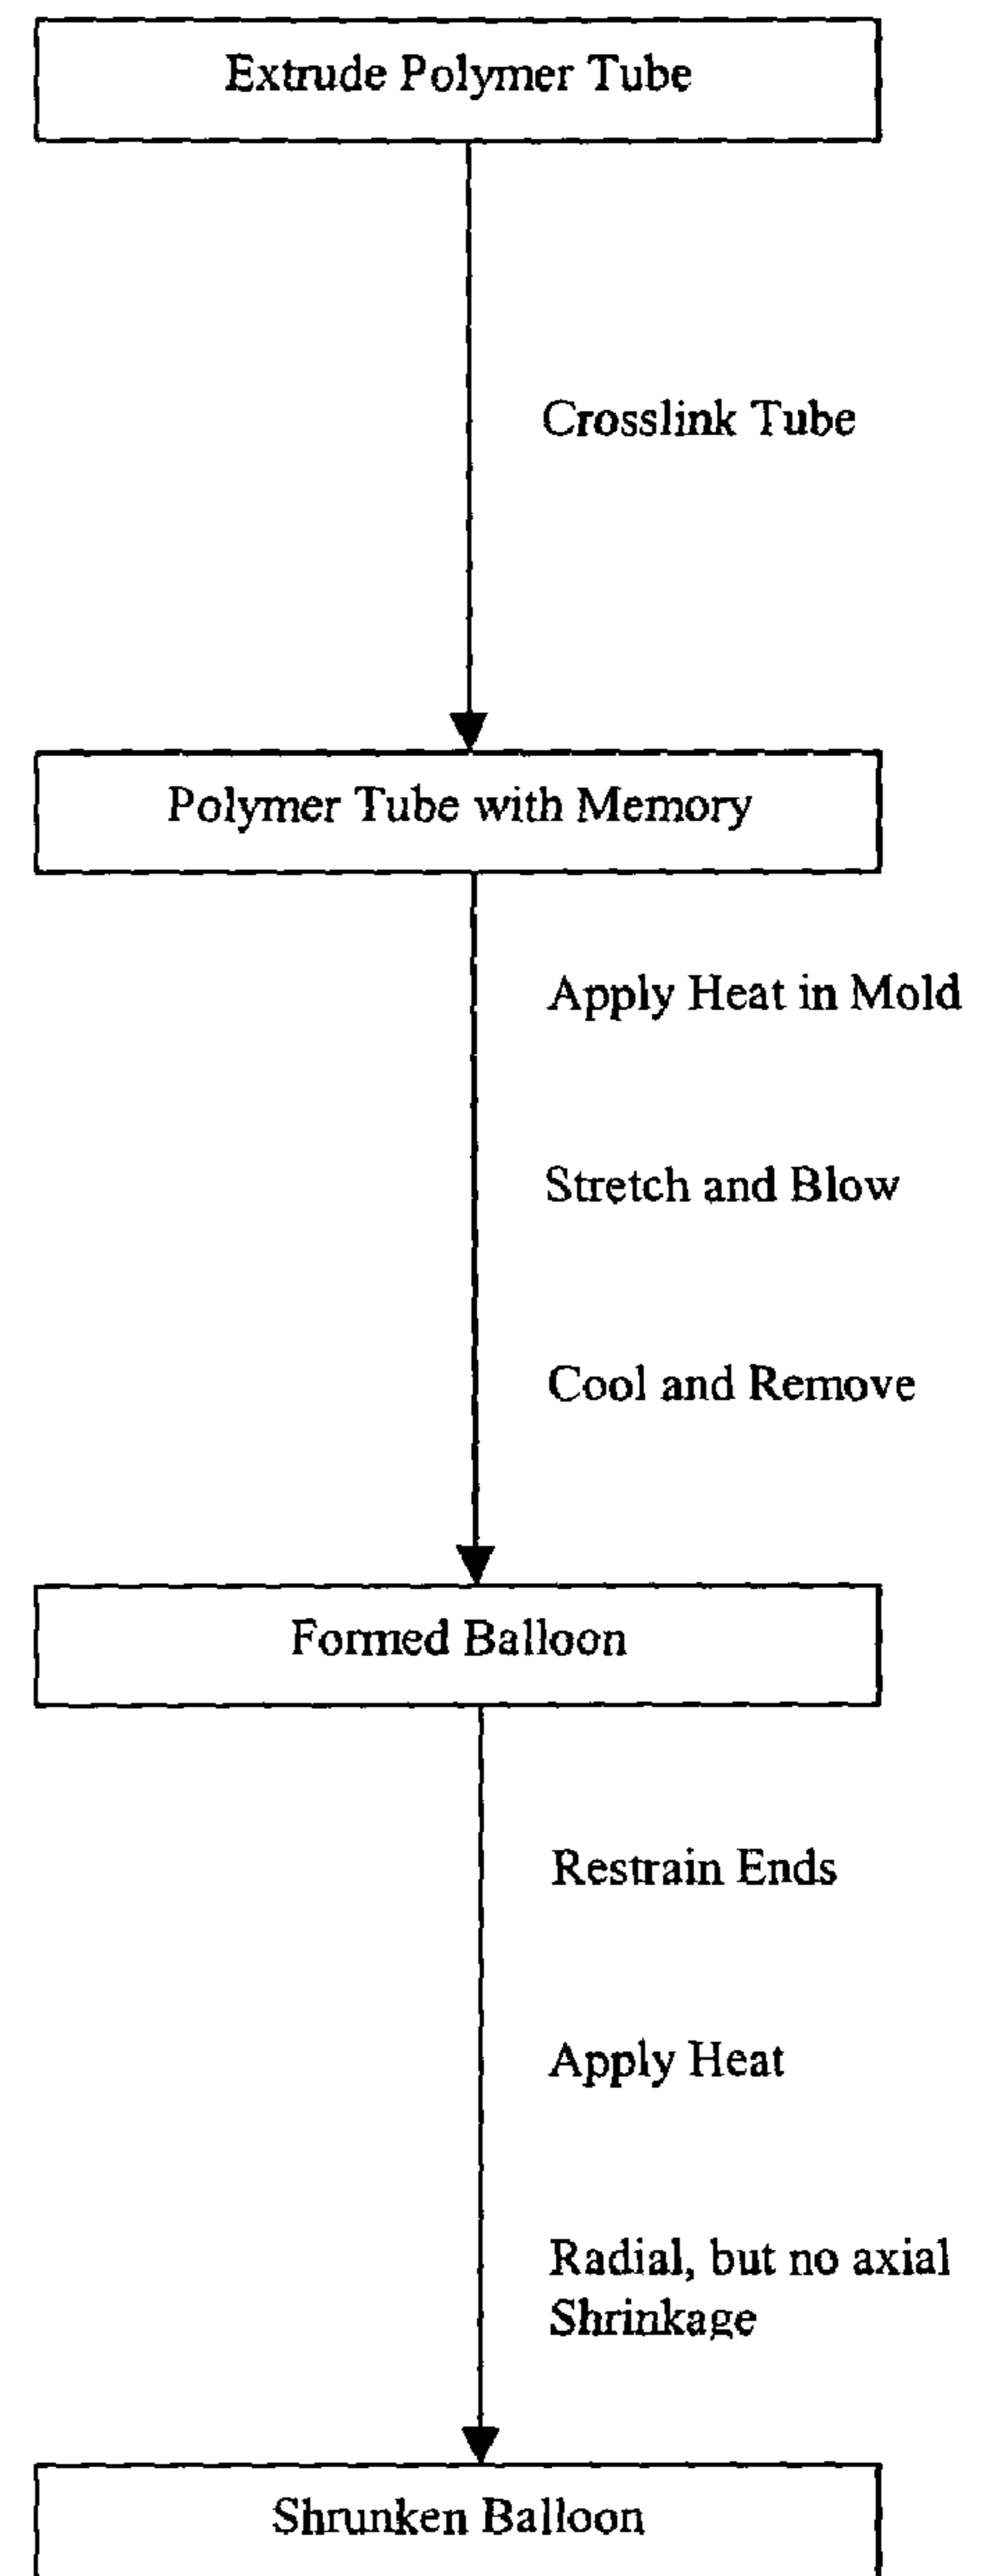 Extrude Polymer Tube
Crosslink Tube
Polymer Tube with Memory
Apply Heat in Mold
Stretch and Blow
Cool and Remove
Formed Balloon
Restrain Ends
Apply Heat
Radial, but no axial
Shrinkage
Shrunken Balloon